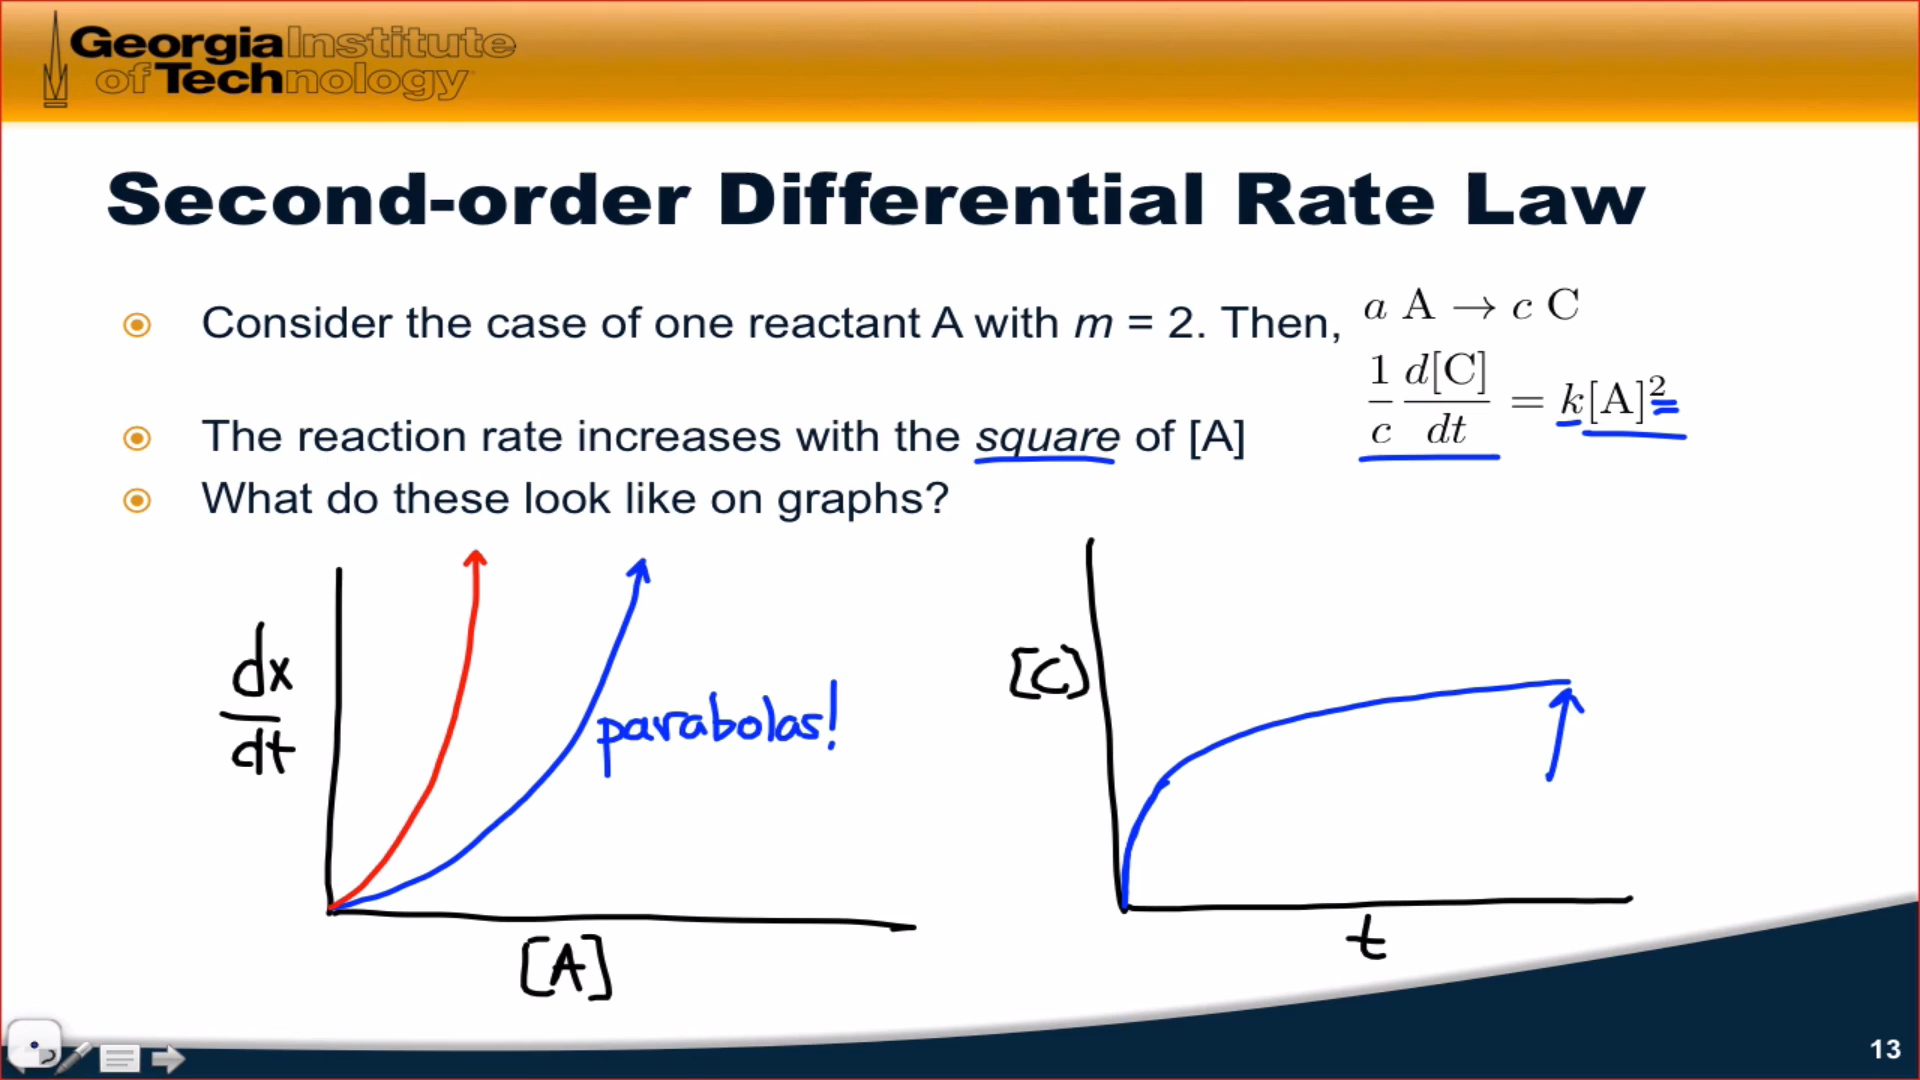 Georgia Institute
of Technology
Second-order Differential Rate Law
Consider the case of one reactant A with m = 2. Then, a A → c C
1/c d[C]/dt = k[A]²
The reaction rate increases with the square of [A]
What do these look like on graphs?
dx
dt
parabolas!
[A]
[C]
t
13